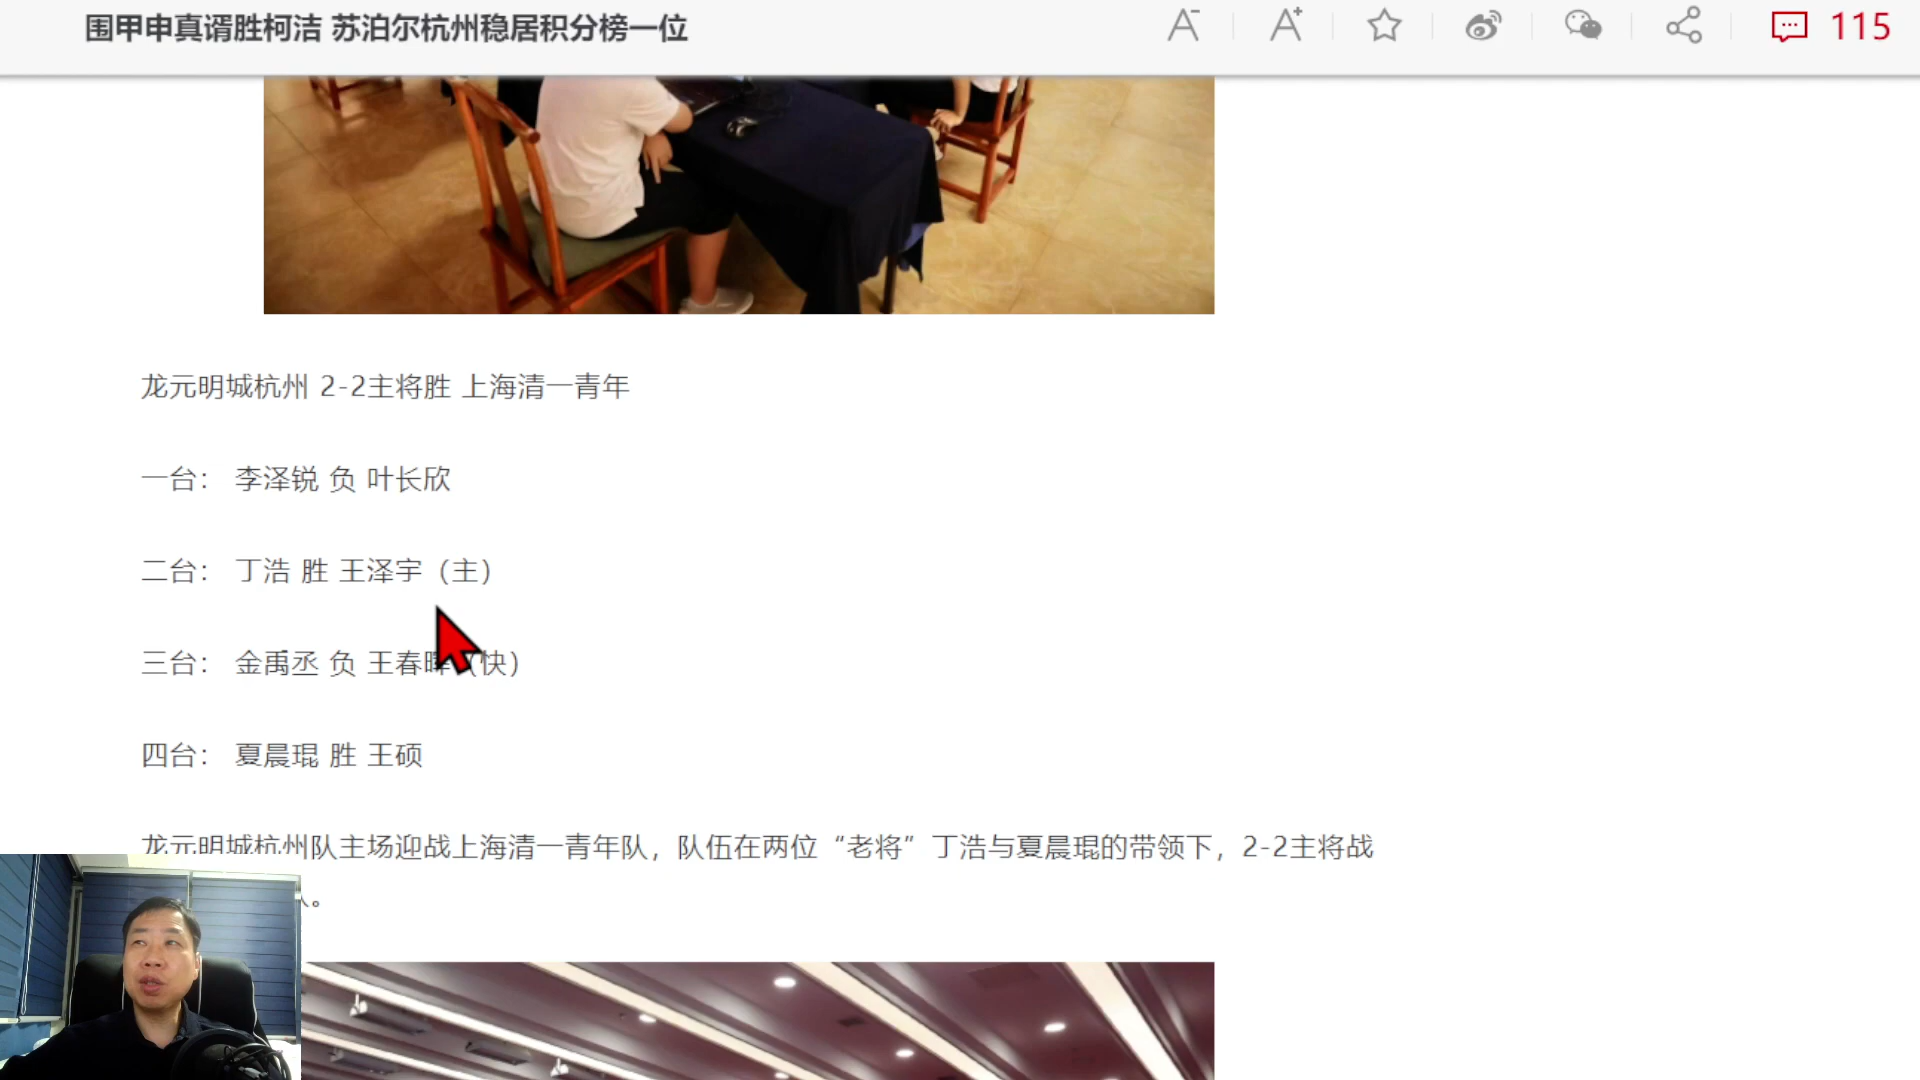 围甲申真谞胜柯洁 苏泊尔杭州稳居积分榜一位
A- A+ 115
龙元明城杭州 2-2主将胜 上海清一青年
一台： 李泽锐 负 叶长欣
二台： 丁浩 胜 王泽宇（主）
三台： 金禹丞 负 王春晖（快）
四台： 夏晨琨 胜 王硕
龙元明城杭州队主场迎战上海清一青年队，队伍在两位“老将”丁浩与夏晨琨的带领下，2-2主将战
。